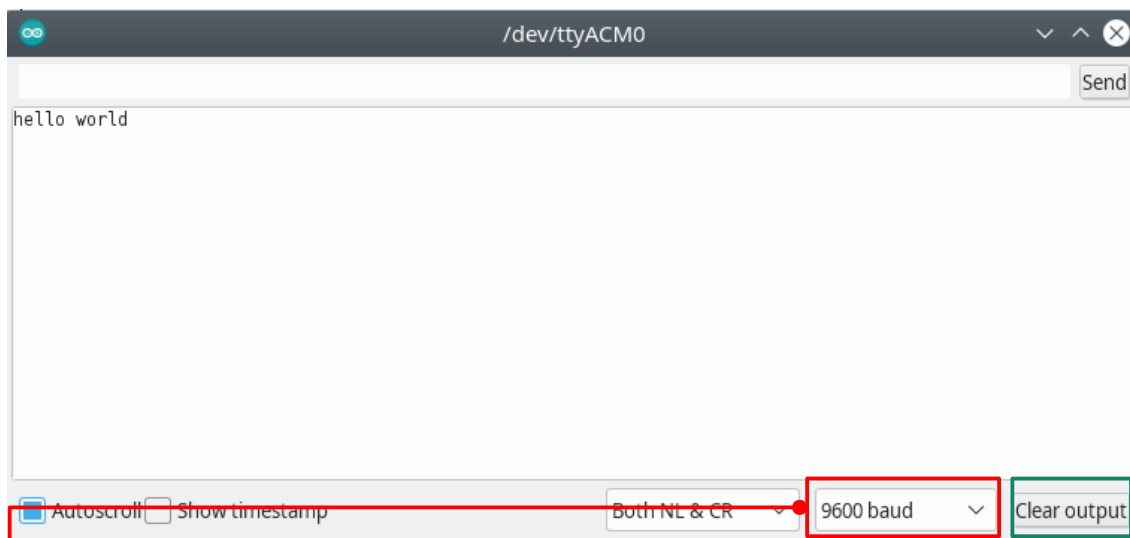 /dev/ttyACM0
Send
hello world
Autoscroll Show timestamp Both NL & CR 9600 baud Clear output